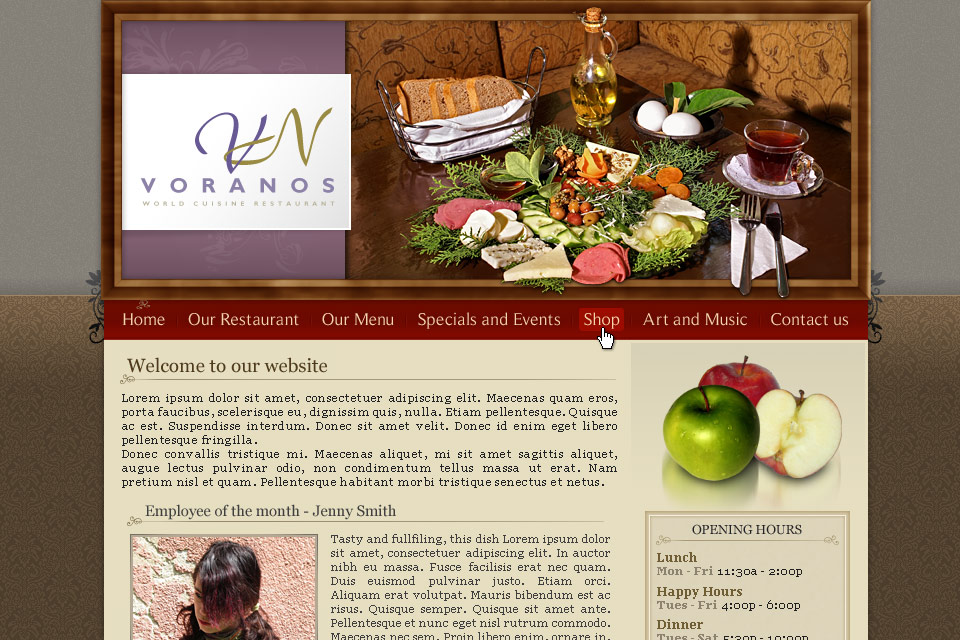 VN
VORANOS
WORLD CUISINE RESTAURANT
Home Our Restaurant Our Menu Specials and Events Shop Art and Music Contact us
Welcome to our website
Lorem ipsum dolor sit amet, consectetuer adipiscing elit. Maecenas quam eros,
porta faucibus, scelerisque eu, dignissim quis, nulla. Etiam pellentesque. Quisque
ac est. Suspendisse interdum. Donec sit amet velit. Donec id enim eget libero
pellentesque fringilla.
Donec convallis tristique mi. Maecenas aliquet, mi sit amet sagittis aliquet,
augue lectus pulvinar odio, non condimentum tellus massa ut erat. Nam
pretium nisl et quam. Pellentesque habitant morbi tristique senectus et netus.
Employee of the month - Jenny Smith
Tasty and fullfiling, this dish Lorem ipsum dolor
sit amet, consectetuer adipiscing elit. In auctor
nibh eu massa. Fusce facilisis erat nec quam.
Duis euismod pulvinar justo. Etiam orci.
Aliquam erat volutpat. Mauris bibendum est ac
risus. Quisque semper. Quisque sit amet ante.
Pellentesque et nunc eget nisl rutrum commodo.
Maecenas nec sem. Proin libero enim, ornare in,
OPENING HOURS
Lunch
Mon - Fri 11:30a - 2:00p
Happy Hours
Tues - Fri 4:00p - 6:00p
Dinner
Tues - Sat 5:30p - 10:00p